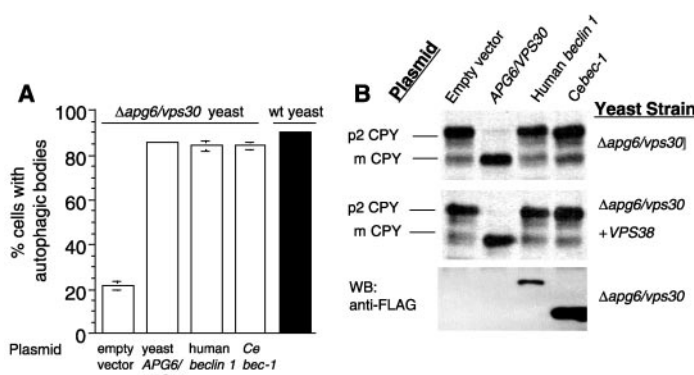 A
Δapg6/vps30 yeast
wt yeast
% cells with
autophagic bodies
100
80
60
40
20
0
Plasmid
empty
vector
yeast
APG6/
human
beclin 1
Ce
bec-1
B
Plasmid
Empty vector
APG6/VPS30
Human beclin 1
Cebec-1
Yeast Strain
p2 CPY
m CPY
Δapg6/vps30
p2 CPY
m CPY
Δapg6/vps30
+VPS38
WB:
anti-FLAG
Δapg6/vps30